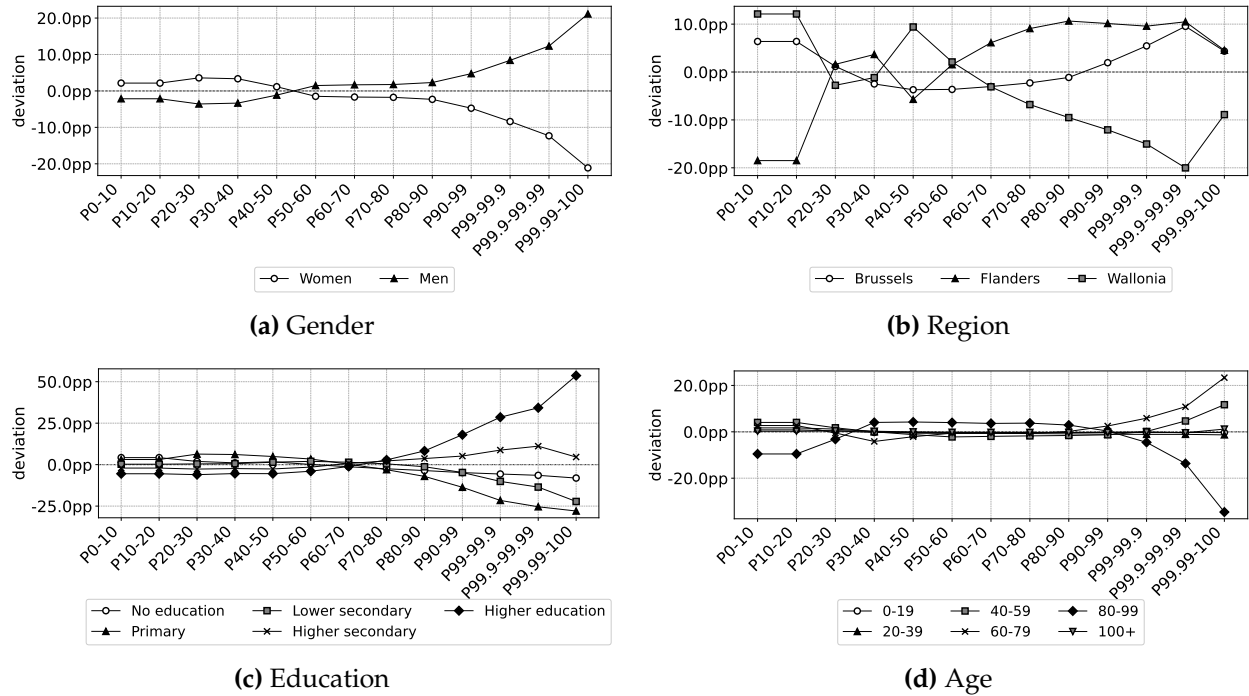 20.0pp
10.0pp
0.0pp
-10.0pp
-20.0pp
deviation
P0-10
P10-20
P20-30
P30-40
P40-50
P50-60
P60-70
P70-80
P80-90
P90-99
P99-99.9
P99.9-99.99
P99.99-100
Women Men
(a) Gender
10.0pp
0.0pp
-10.0pp
-20.0pp
deviation
P0-10
P10-20
P20-30
P30-40
P40-50
P50-60
P60-70
P70-80
P80-90
P90-99
P99-99.9
P99.9-99.99
P99.99-100
Brussels Flanders Wallonia
(b) Region
50.0pp
25.0pp
0.0pp
-25.0pp
deviation
P0-10
P10-20
P20-30
P30-40
P40-50
P50-60
P60-70
P70-80
P80-90
P90-99
P99-99.9
P99.9-99.99
P99.99-100
No education Lower secondary Higher education
Primary Higher secondary
(c) Education
20.0pp
0.0pp
-20.0pp
deviation
P0-10
P10-20
P20-30
P30-40
P40-50
P50-60
P60-70
P70-80
P80-90
P90-99
P99-99.9
P99.9-99.99
P99.99-100
0-19 40-59 80-99
20-39 60-79 100+
(d) Age